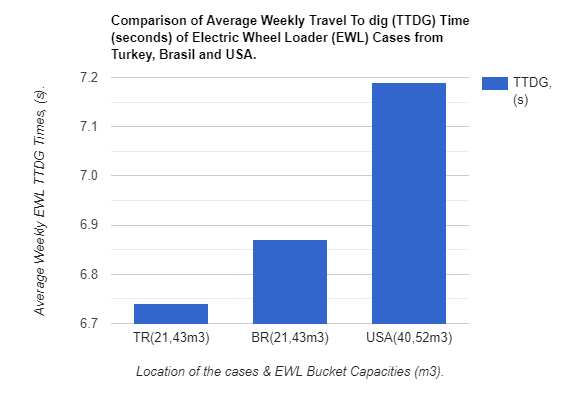 Comparison of Average Weekly Travel To dig (TTDG) Time
(seconds) of Electric Wheel Loader (EWL) Cases from
Turkey, Brasil and USA.
7.2
7.1
7.0
6.9
6.8
6.7
Average Weekly EWL TTDG Times, (s).
TTDG,
(s)
TR(21,43m3)
BR(21,43m3)
USA(40,52m3)
Location of the cases & EWL Bucket Capacities (m3).